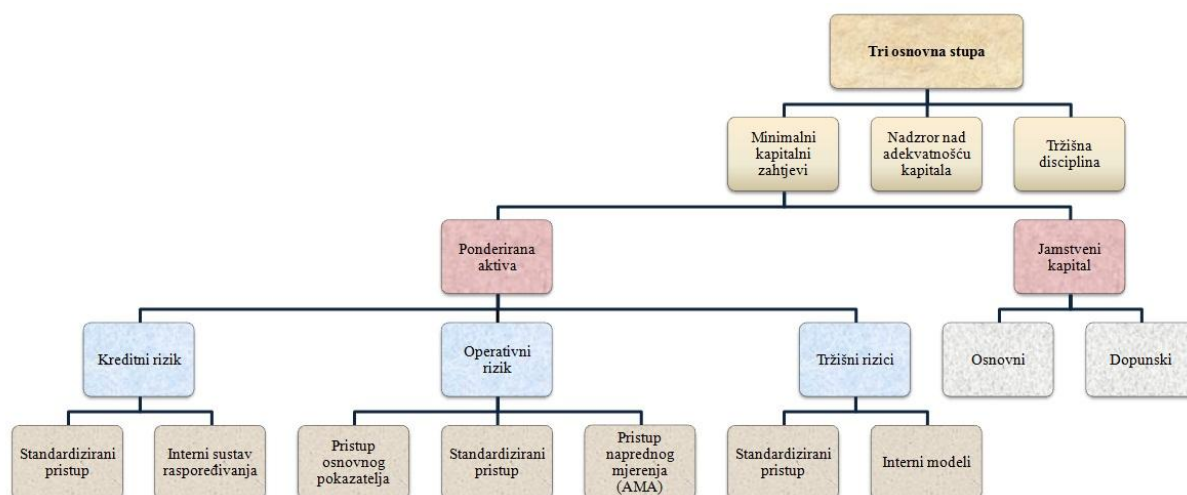 Tri osnovna stupa
Minimalni
kapitalni
zahtjevi
Nadzror nad
adekvatnošću
kapitala
Tržišna
disciplina
Ponderirana
aktiva
Jamstveni
kapital
Kreditni rizik
Operativni
rizik
Tržišni rizici
Osnovni
Dopunski
Standardizirani
pristup
Interni sustav
raspoređivanja
Pristup
osnovnog
pokazatelja
Standardizirani
pristup
Pristup
naprednog
mjerenja
(AMA)
Standardizirani
pristup
Interni modeli